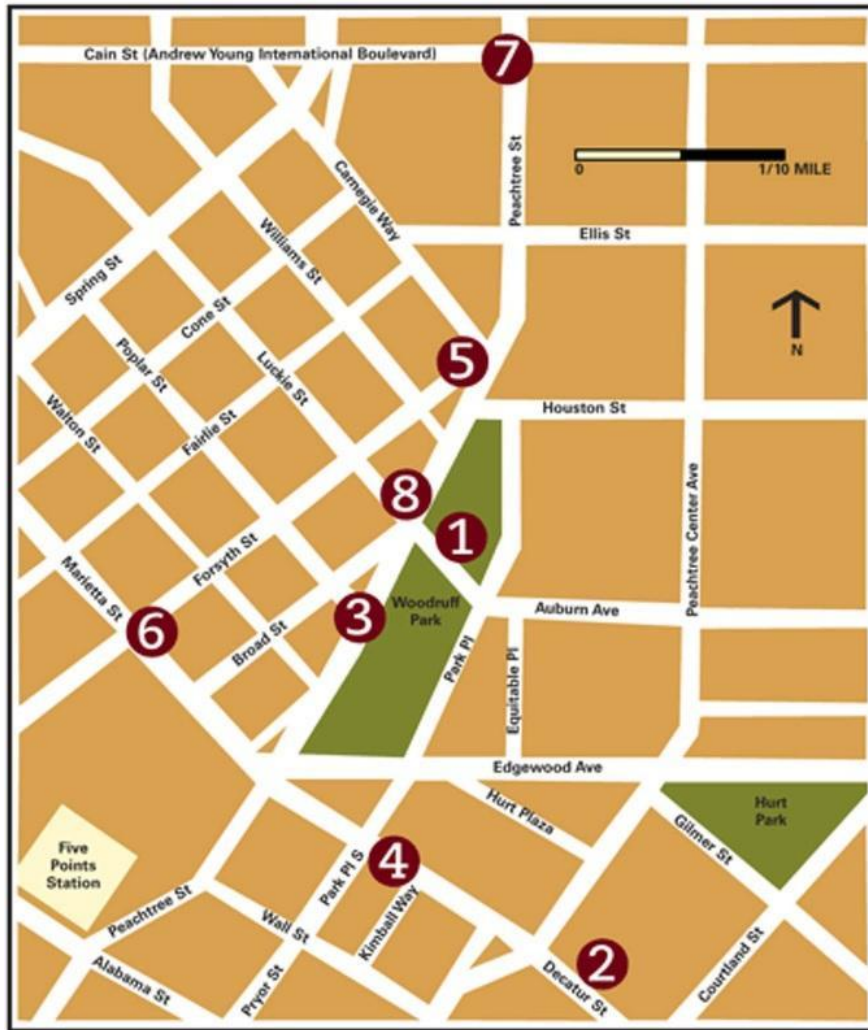 Cain St (Andrew Young International Boulevard)
7
0
1/10 MILE
Peachtree St
Carnegie Way
Ellis St
Williams St
Spring St
Cone St
N
Poplar St
Luckie St
5
Houston St
Walton St
Fairlie St
8
1
Peachtree Center Ave
Forsyth St
Marietta St
3
Woodruff
Park
Auburn Ave
6
Broad St
Park Pl
Equitable Pl
Edgewood Ave
Hurt Plaza
Hurt
Park
Gilmer St
Five
Points
Station
4
Park Pl S
Peachtree St
Wall St
Kimball Way
2
Decatur St
Courtland St
Alabama St
Pryor St